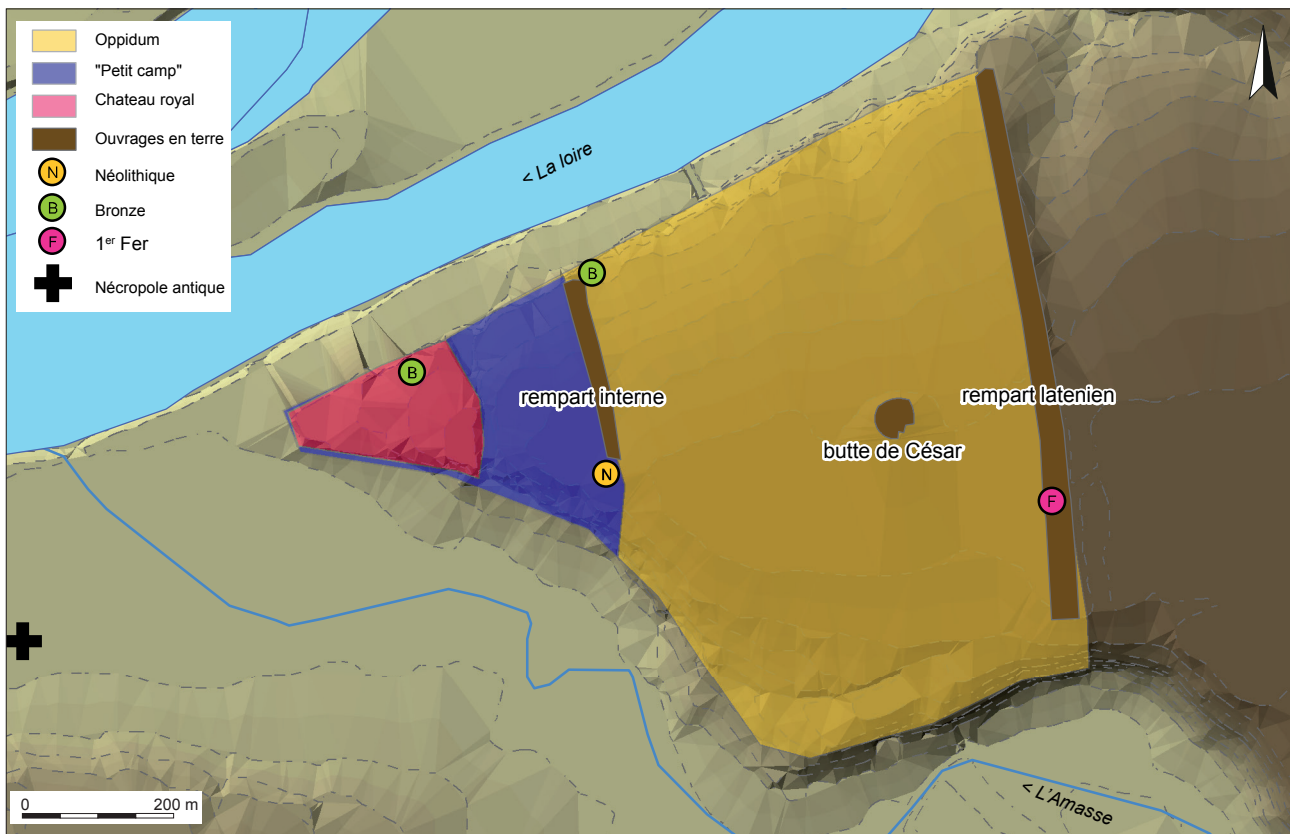 Oppidum
"Petit camp"
Chateau royal
Ouvrages en terre
N Néolithique
B Bronze
F 1er Fer
Nécropole antique
< La loire
B
B
rempart interne
rempart latenien
butte de César
N
F
0 200 m
< L'Amasse